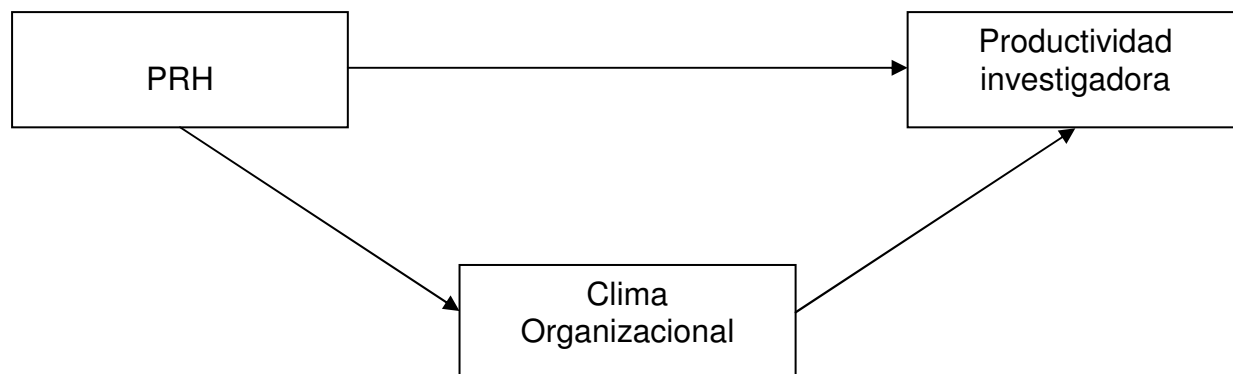 PRH
Productividad
investigadora
Clima
Organizacional